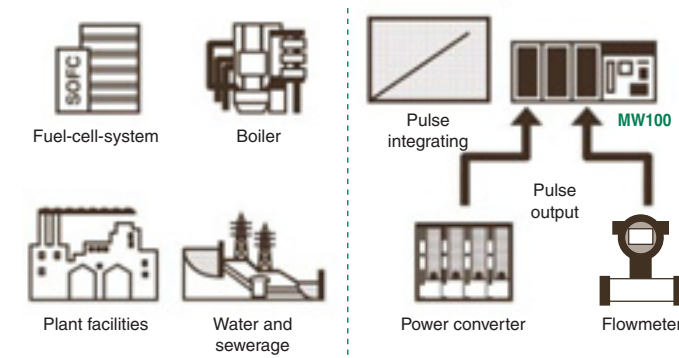 SOFC
Fuel-cell-system
Boiler
Plant facilities
Water and
sewerage
Pulse
integrating
MW100
Pulse
output
Power converter
Flowmeter